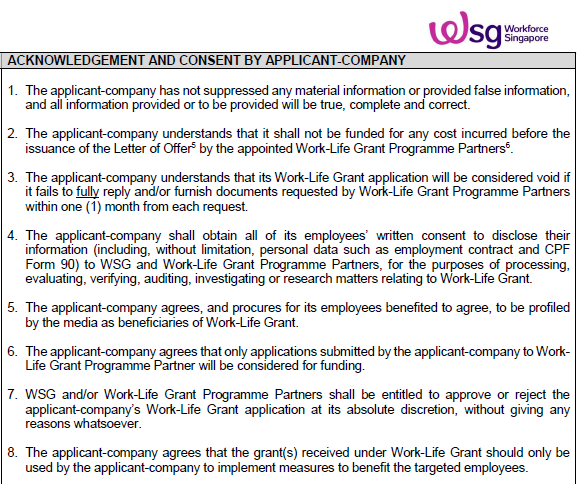 wsg Workforce
Singapore
ACKNOWLEDGEMENT AND CONSENT BY APPLICANT-COMPANY
1. The applicant-company has not suppressed any material information or provided false information,
and all information provided or to be provided will be true, complete and correct.
2. The applicant-company understands that it shall not be funded for any cost incurred before the
issuance of the Letter of Offer⁵ by the appointed Work-Life Grant Programme Partners⁶.
3. The applicant-company understands that its Work-Life Grant application will be considered void if
it fails to fully reply and/or furnish documents requested by Work-Life Grant Programme Partners
within one (1) month from each request.
4. The applicant-company shall obtain all of its employees' written consent to disclose their
information (including, without limitation, personal data such as employment contract and CPF
Form 90) to WSG and Work-Life Grant Programme Partners, for the purposes of processing,
evaluating, verifying, auditing, investigating or research matters relating to Work-Life Grant.
5. The applicant-company agrees, and procures for its employees benefited to agree, to be profiled
by the media as beneficiaries of Work-Life Grant.
6. The applicant-company agrees that only applications submitted by the applicant-company to Work-
Life Grant Programme Partner will be considered for funding.
7. WSG and/or Work-Life Grant Programme Partners shall be entitled to approve or reject the
applicant-company's Work-Life Grant application at its absolute discretion, without giving any
reasons whatsoever.
8. The applicant-company agrees that the grant(s) received under Work-Life Grant should only be
used by the applicant-company to implement measures to benefit the targeted employees.